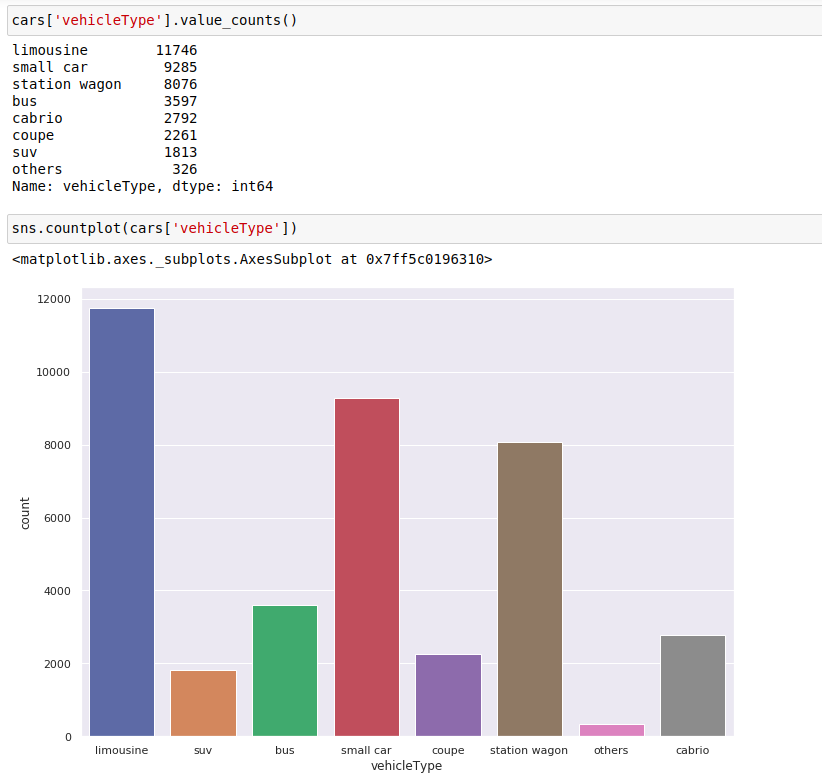 cars['vehicleType'].value_counts()
limousine 11746
small car 9285
station wagon 8076
bus 3597
cabrio 2792
coupe 2261
suv 1813
others 326
Name: vehicleType, dtype: int64
sns.countplot(cars['vehicleType'])
<matplotlib.axes._subplots.AxesSubplot at 0x7ff5c0196310>
12000
10000
8000
6000
4000
2000
0
count
limousine suv bus small car coupe station wagon others cabrio
vehicleType